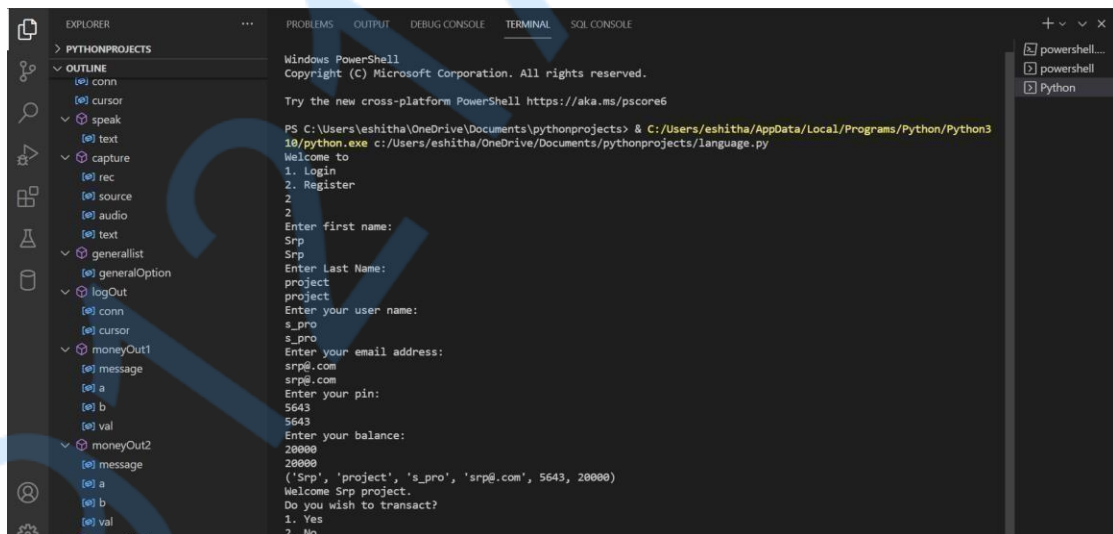 EXPLORER ...
PYTHONPROJECTS
OUTLINE
conn
cursor
speak
text
capture
rec
source
audio
text
generallist
generalOption
logOut
conn
cursor
moneyOut1
message
a
b
val
moneyOut2
message
a
b
val
PROBLEMS OUTPUT DEBUG CONSOLE TERMINAL SQL CONSOLE
Windows PowerShell
Copyright (C) Microsoft Corporation. All rights reserved.
Try the new cross-platform PowerShell https://aka.ms/pscore6
PS C:\Users\eshitha\OneDrive\Documents\pythonprojects> & C:/Users/eshitha/AppData/Local/Programs/Python/Python3
10/python.exe c:/Users/eshitha/OneDrive/Documents/pythonprojects/language.py
Welcome to
1. Login
2. Register
2
2
Enter first name:
Srp
Srp
Enter Last Name:
project
project
Enter your user name:
s_pro
s_pro
Enter your email address:
srp@.com
srp@.com
Enter your pin:
5643
5643
Enter your balance:
20000
20000
('Srp', 'project', 's_pro', 'srp@.com', 5643, 20000)
Welcome Srp project.
Do you wish to transact?
1. Yes
2. No
powershell....
powershell
Python